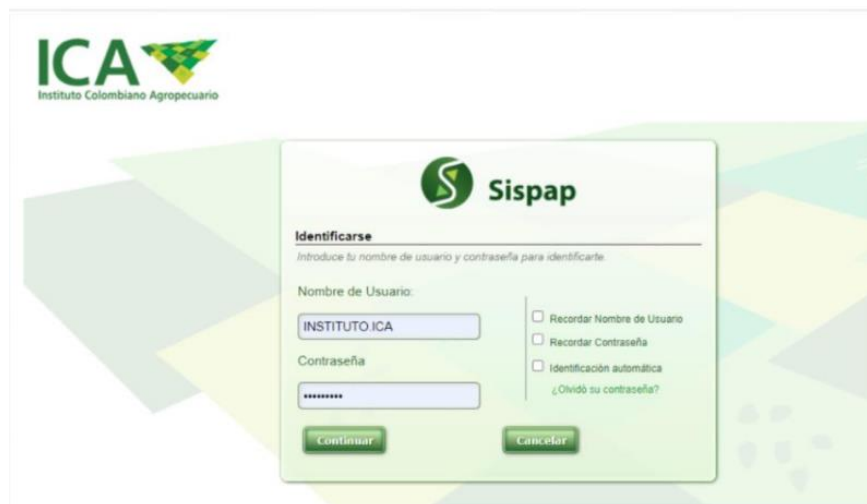 ICA
Instituto Colombiano Agropecuario
Sispap
Identificarse
Introduce tu nombre de usuario y contraseña para identificarte.
Nombre de Usuario:
INSTITUTO.ICA
Recordar Nombre de Usuario
Recordar Contraseña
Contraseña
Identificación automática
¿Olvidó su contraseña?
•••••••••
Continuar
Cancelar